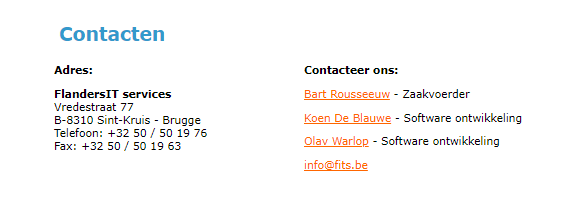 Contacten
Adres:
FlandersIT services
Vredestraat 77
B-8310 Sint-Kruis - Brugge
Telefoon: +32 50 / 50 19 76
Fax: +32 50 / 50 19 63
Contacteer ons:
Bart Rousseeuw - Zaakvoerder
Koen De Blauwe - Software ontwikkeling
Olav Warlop - Software ontwikkeling
info@fits.be